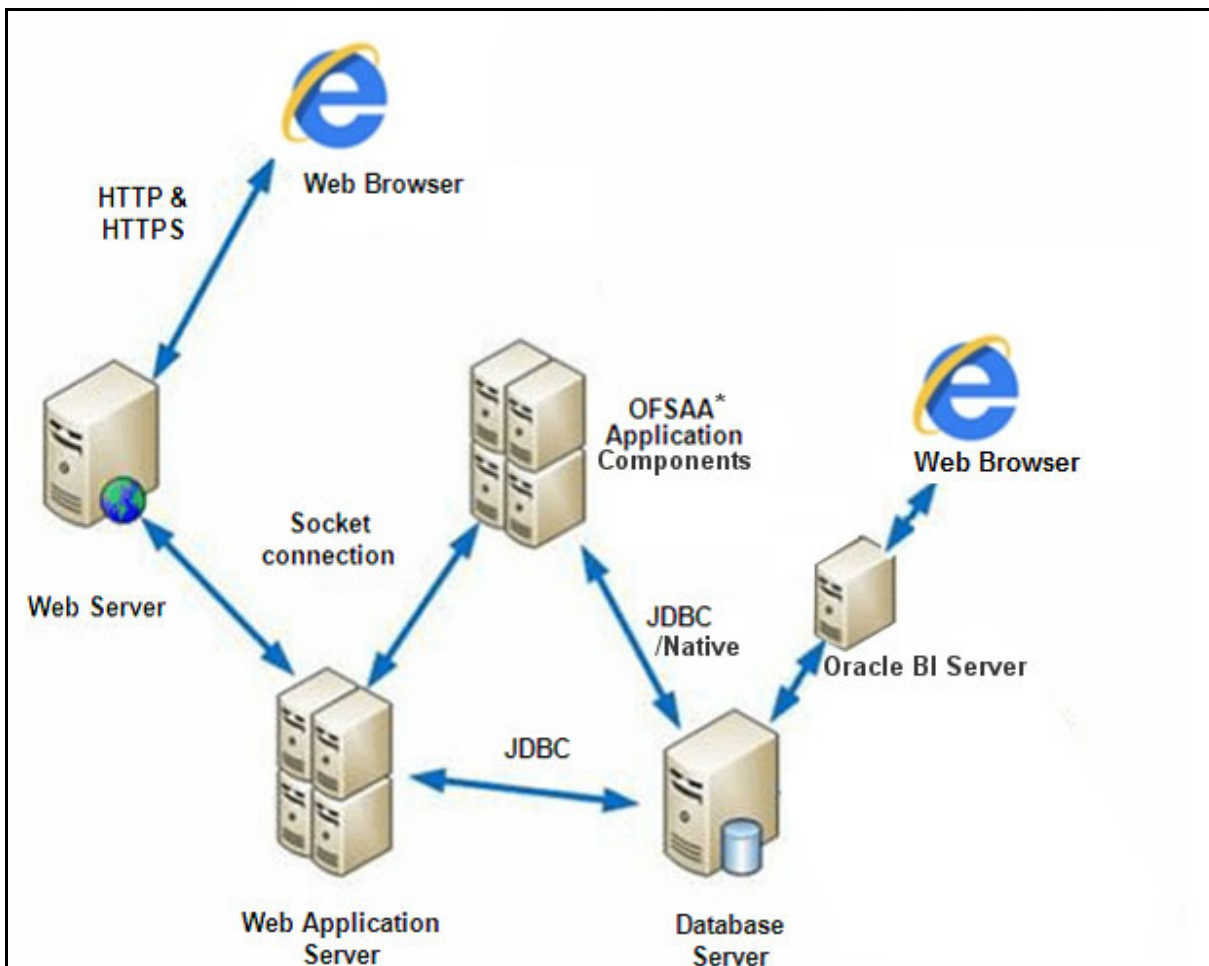 Web Browser
HTTP &
HTTPS
OFSAA*
Application
Components
Web Browser
Socket
connection
Web Server
JDBC
/Native
Oracle BI Server
JDBC
Web Application
Server
Database
Server